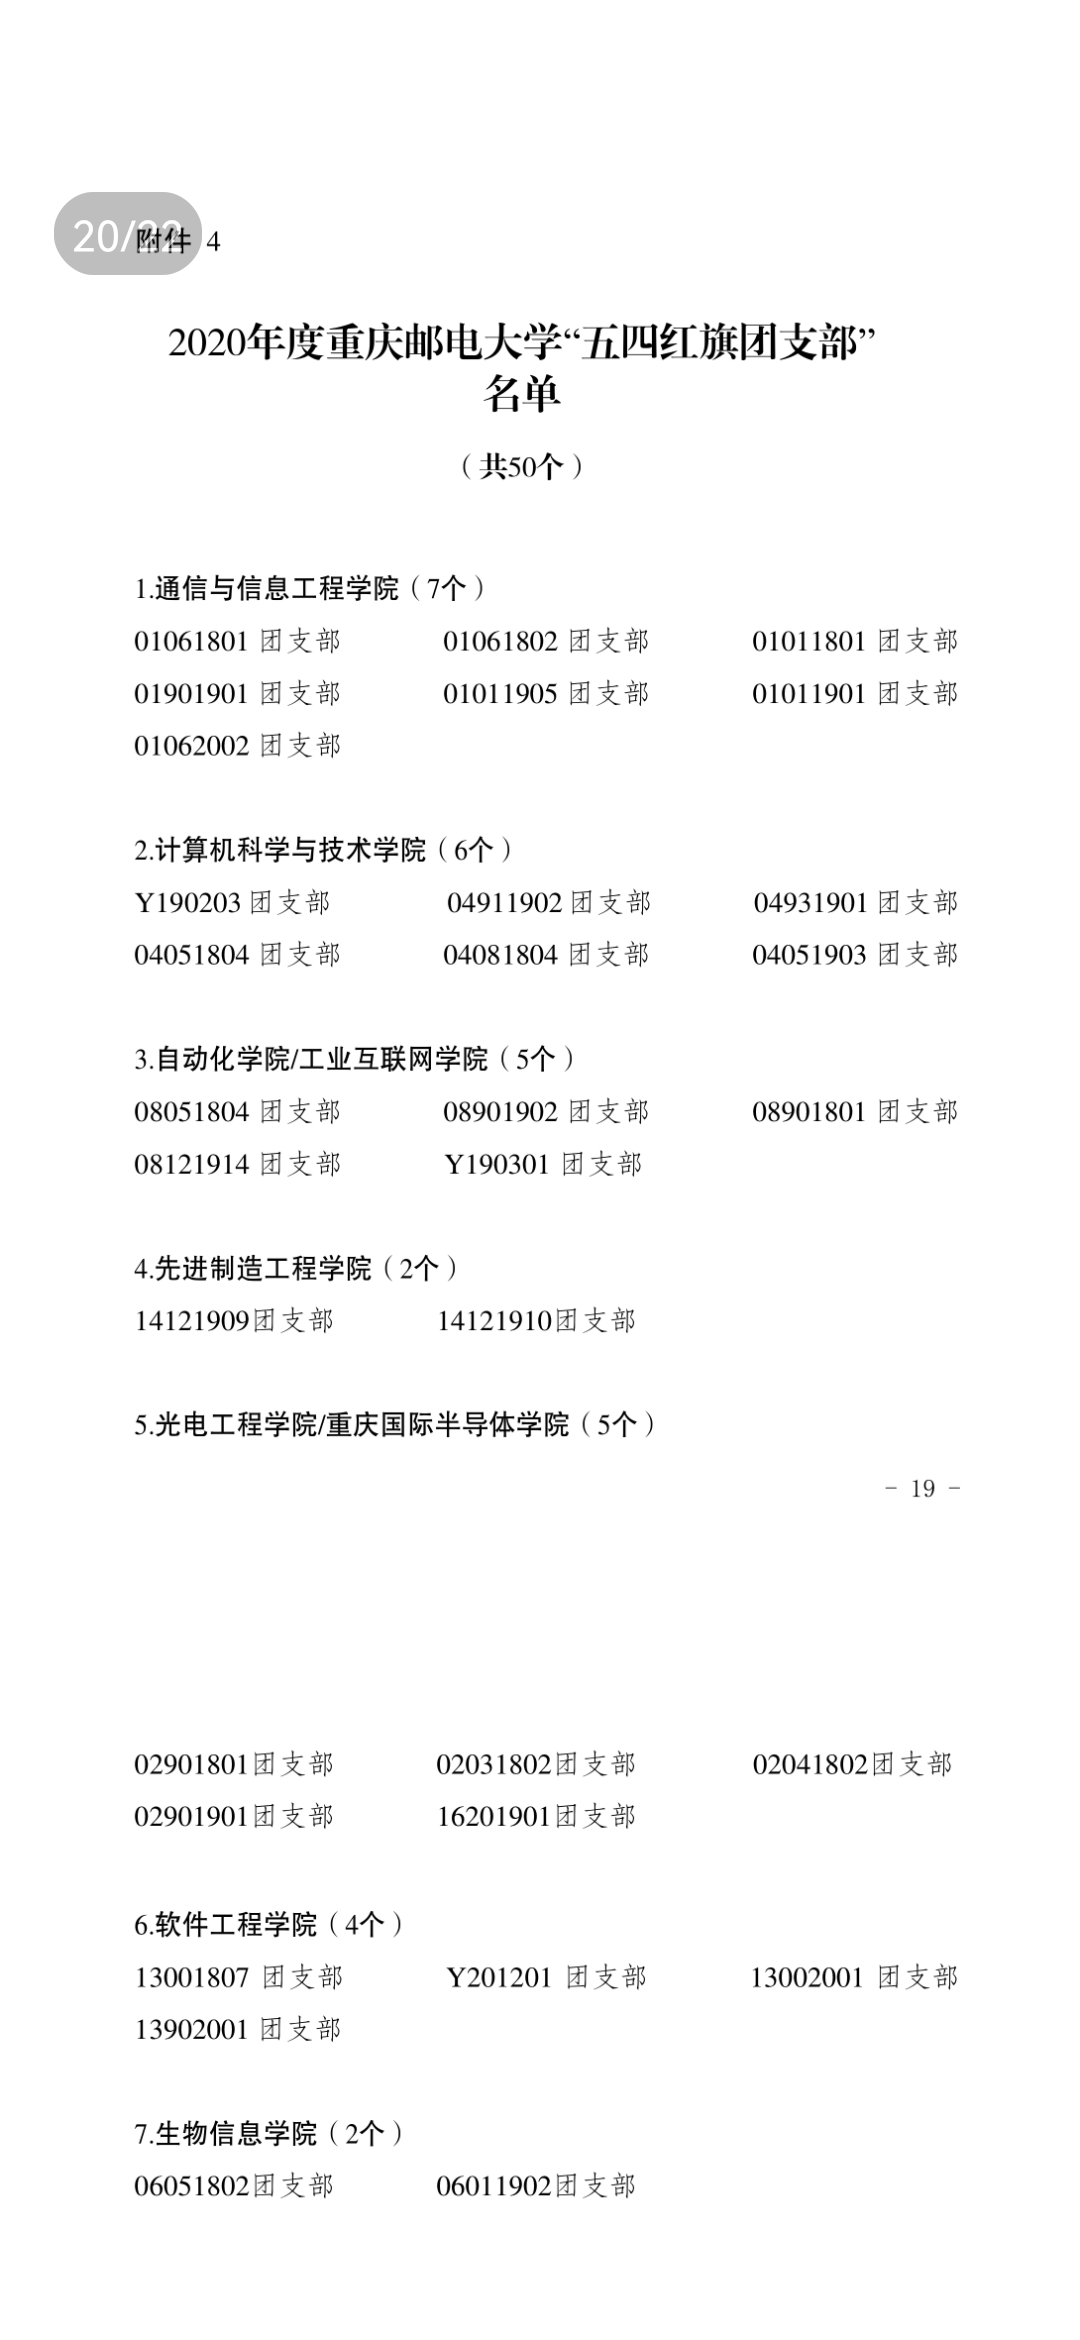 20/22
附件 4
2020年度重庆邮电大学“五四红旗团支部”
名单
（共50个）
1.通信与信息工程学院（7个）
01061801 团支部 01061802 团支部 01011801 团支部
01901901 团支部 01011905 团支部 01011901 团支部
01062002 团支部
2.计算机科学与技术学院（6个）
Y190203 团支部 04911902 团支部 04931901 团支部
04051804 团支部 04081804 团支部 04051903 团支部
3.自动化学院/工业互联网学院（5个）
08051804 团支部 08901902 团支部 08901801 团支部
08121914 团支部 Y190301 团支部
4.先进制造工程学院（2个）
14121909团支部 14121910团支部
5.光电工程学院/重庆国际半导体学院（5个）
- 19 -
02901801团支部 02031802团支部 02041802团支部
02901901团支部 16201901团支部
6.软件工程学院（4个）
13001807 团支部 Y201201 团支部 13002001 团支部
13902001 团支部
7.生物信息学院（2个）
06051802团支部 06011902团支部